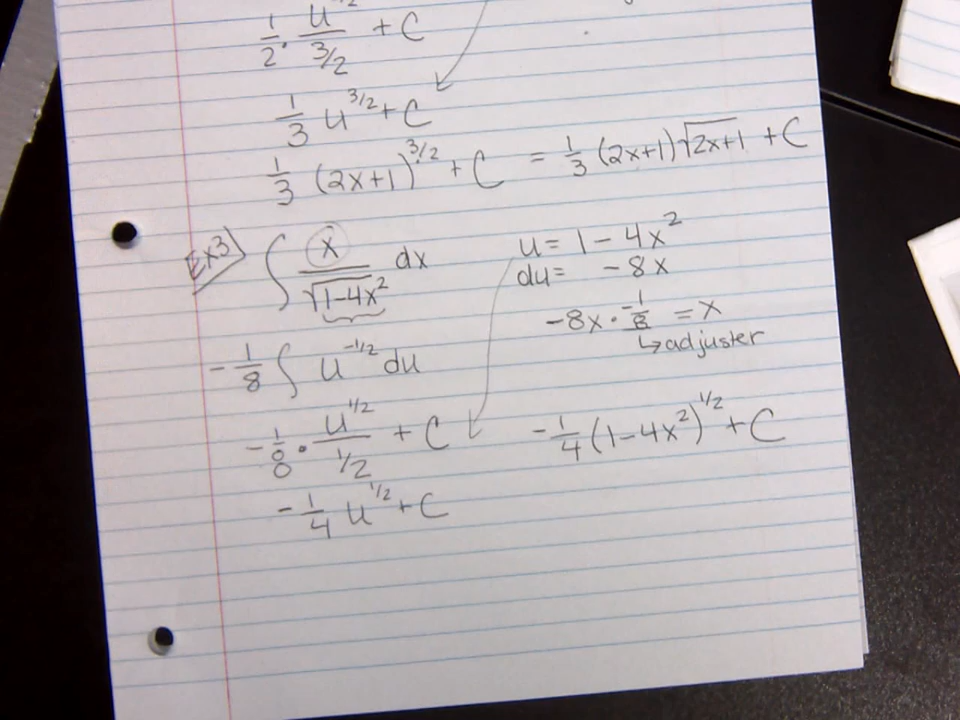 1/2 · u^1/2 / 3/2 + C
1/3 u^3/2 + C
1/3 (2x+1)^3/2 + C = 1/3 (2x+1)√2x+1 + C
Ex3) ∫ x/√1-4x² dx
u = 1 - 4x²
du = -8x
-8x · -1/8 = x
↳ adjuster
-1/8 ∫ u^-1/2 du
-1/8 · u^1/2 / 1/2 + C
-1/4 u^1/2 + C
-1/4 (1-4x²)^1/2 + C